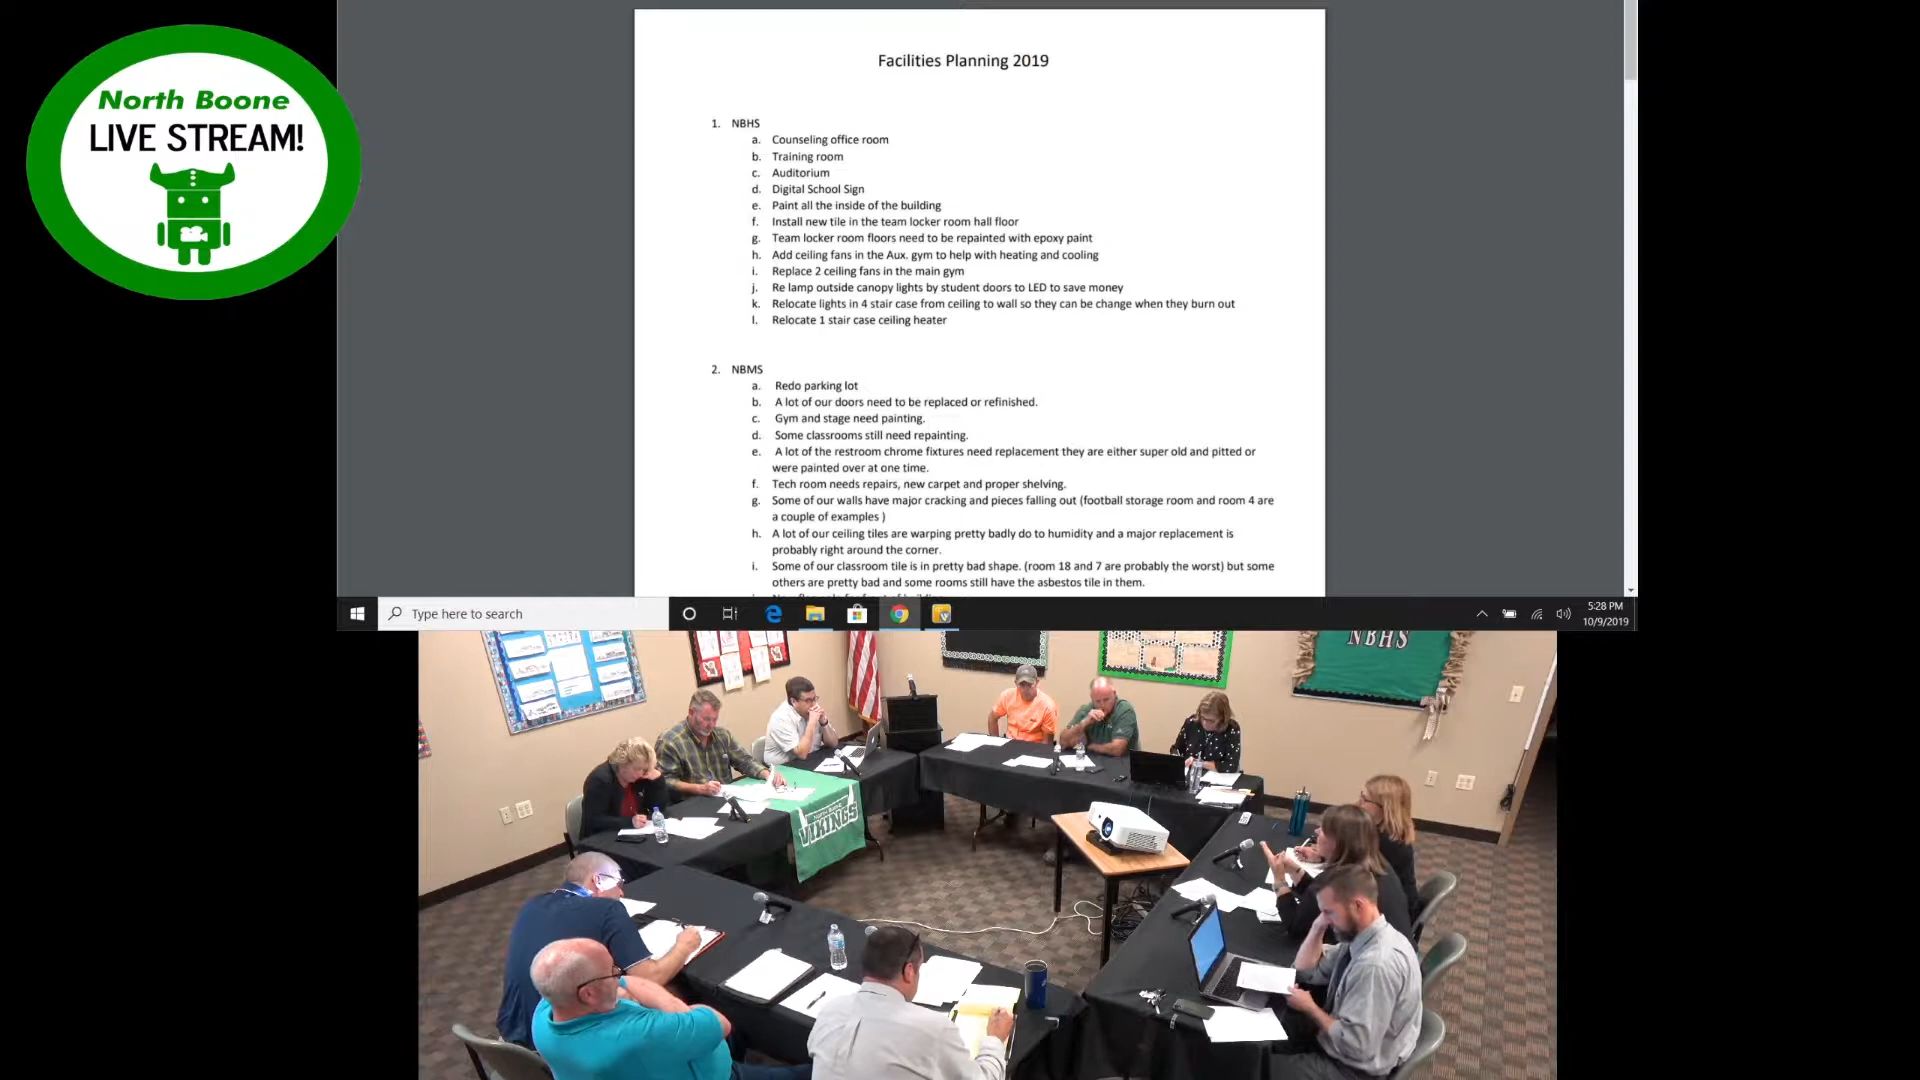 North Boone
LIVE STREAM!
Facilities Planning 2019
1. NBHS
a. Counseling office room
b. Training room
c. Auditorium
d. Digital School Sign
e. Paint all the inside of the building
f. Install new tile in the team locker room hall floor
g. Team locker room floors need to be repainted with epoxy paint
h. Add ceiling fans in the Aux. gym to help with heating and cooling
i. Replace 2 ceiling fans in the main gym
j. Re lamp outside canopy lights by student doors to LED to save money
k. Relocate lights in 4 stair case from ceiling to wall so they can be change when they burn out
l. Relocate 1 stair case ceiling heater
2. NBMS
a. Redo parking lot
b. A lot of our doors need to be replaced or refinished.
c. Gym and stage need painting.
d. Some classrooms still need repainting.
e. A lot of the restroom chrome fixtures need replacement they are either super old and pitted or
were painted over at one time.
f. Tech room needs repairs, new carpet and proper shelving.
g. Some of our walls have major cracking and pieces falling out (football storage room and room 4 are
a couple of examples )
h. A lot of our ceiling tiles are warping pretty badly do to humidity and a major replacement is
probably right around the corner.
i. Some of our classroom tile is in pretty bad shape. (room 18 and 7 are probably the worst) but some
others are pretty bad and some rooms still have the asbestos tile in them.
Type here to search
5:28 PM
10/9/2019
NBHS
North Boone
VIKINGS